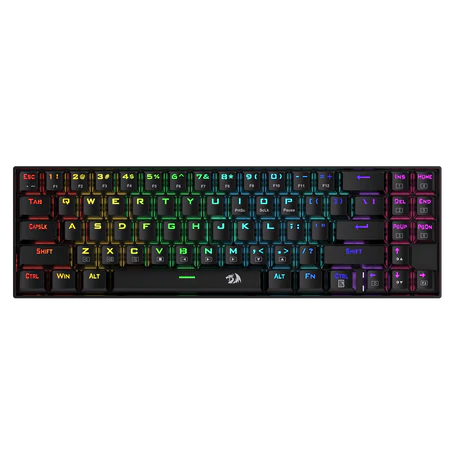 ESC 1! 2@ 3# 4$ 5% 6^ 7& 8* 9( 0) INS HOME
F1 F2 F3 F4 F5 F6 F7 F8 F9 F10 F11 F12
TAB Q W E R T Y U I O P DEL END
PrtSc ScLk Pause
CAPSLK A S D F G H J K L PGUP PGDN
SHIFT Z X C V B N M SHIFT
CTRL WIN ALT ALT FN CTRL